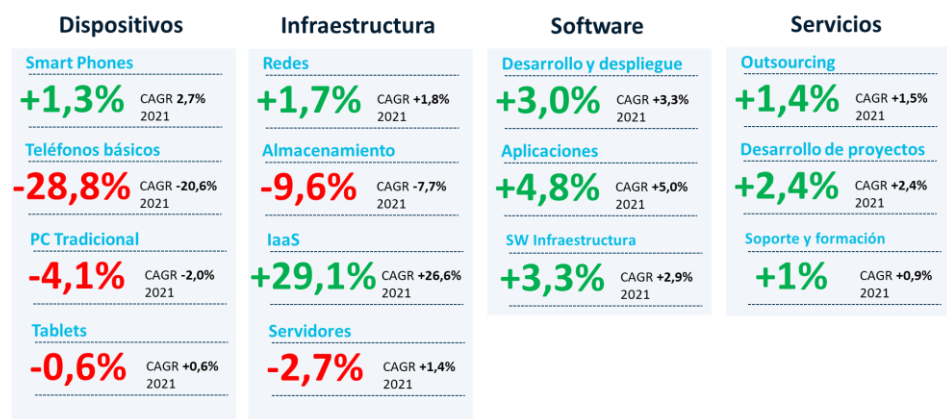 Dispositivos
Smart Phones
+1,3% CAGR 2,7%
2021
Teléfonos básicos
-28,8% CAGR -20,6%
2021
PC Tradicional
-4,1% CAGR -2,0%
2021
Tablets
-0,6% CAGR +0,6%
2021
Infraestructura
Redes
+1,7% CAGR +1,8%
2021
Almacenamiento
-9,6% CAGR -7,7%
2021
IaaS
+29,1% CAGR +26,6%
2021
Servidores
-2,7% CAGR +1,4%
2021
Software
Desarrollo y despliegue
+3,0% CAGR +3,3%
2021
Aplicaciones
+4,8% CAGR +5,0%
2021
SW Infraestructura
+3,3% CAGR +2,9%
2021
Servicios
Outsourcing
+1,4% CAGR +1,5%
2021
Desarrollo de proyectos
+2,4% CAGR +2,4%
2021
Soporte y formación
+1% CAGR +0,9%
2021